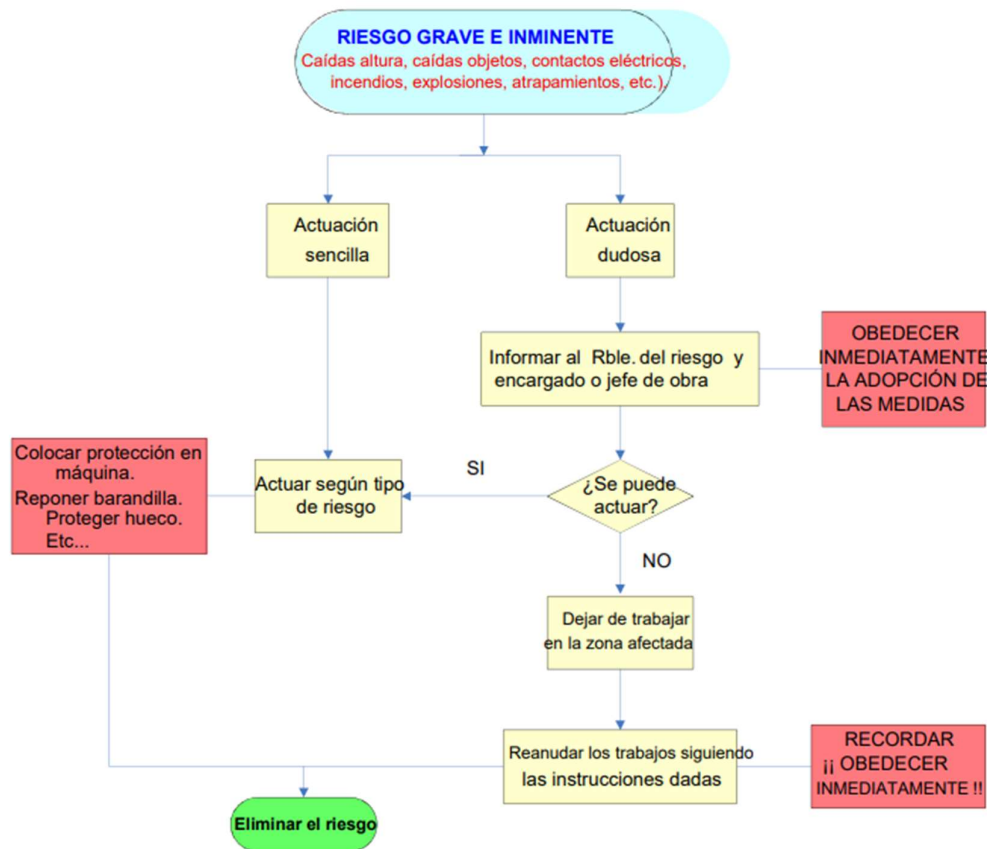 RIESGO GRAVE E INMINENTE
Caídas altura, caídas objetos, contactos eléctricos,
incendios, explosiones, atrapamientos, etc.).
Actuación
sencilla
Actuación
dudosa
Informar al Rble. del riesgo y
encargado o jefe de obra
OBEDECER
INMEDIATAMENTE
LA ADOPCIÓN DE
LAS MEDIDAS
Colocar protección en
máquina.
Reponer barandilla.
Proteger hueco.
Etc...
Actuar según tipo
de riesgo
SI
¿Se puede
actuar?
NO
Dejar de trabajar
en la zona afectada
Reanudar los trabajos siguiendo
las instrucciones dadas
RECORDAR
¡¡ OBEDECER
INMEDIATAMENTE !!
Eliminar el riesgo